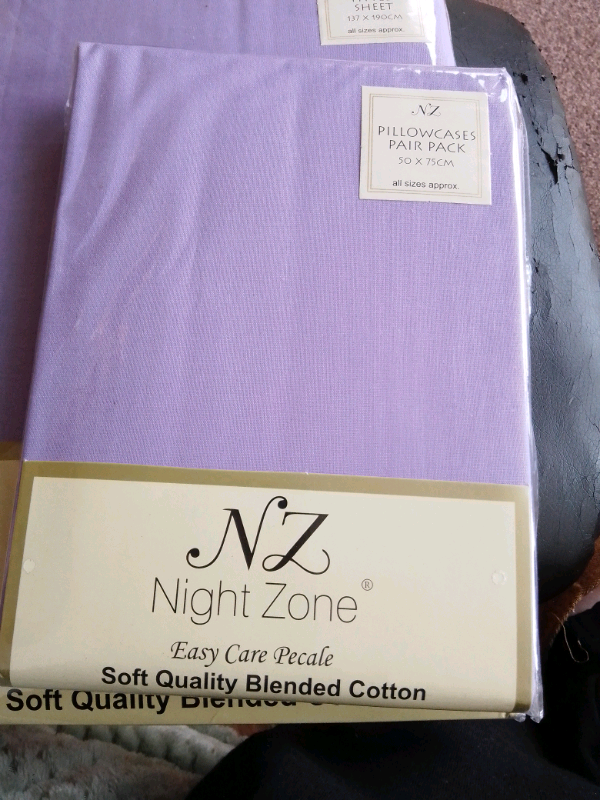 SHEET
137 X 190CM
all sizes approx.
NZ
PILLOWCASES
PAIR PACK
50 X 75CM
all sizes approx.
NZ
Night Zone®
Easy Care Pecale
Soft Quality Blended Cotton
Soft Quality Blended